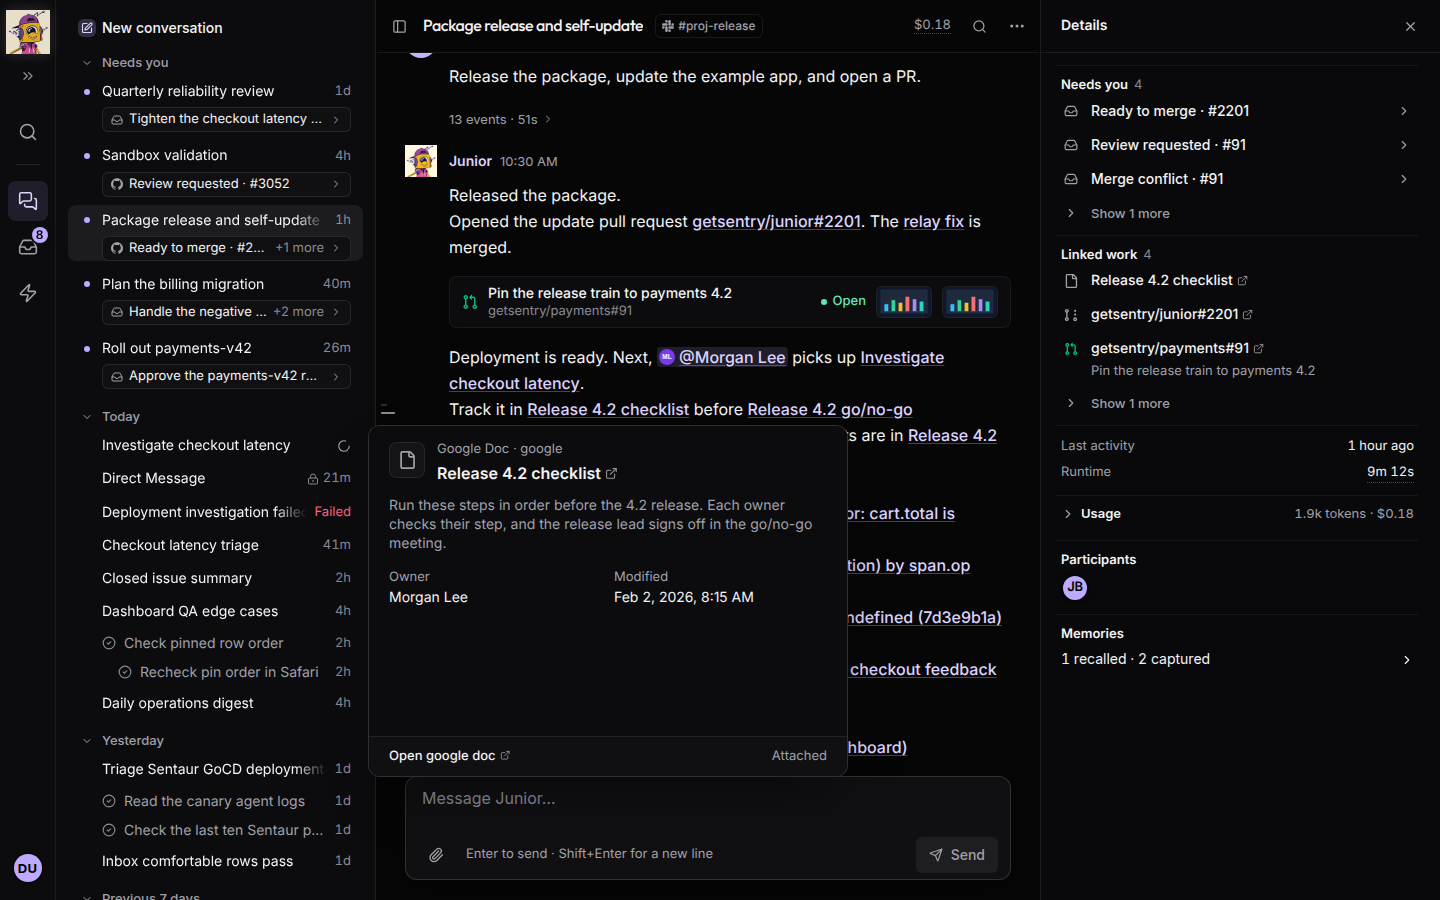 New conversation
Needs you
Quarterly reliability review 1d
Tighten the checkout latency ...
Sandbox validation 4h
Review requested · #3052
Package release and self-update 1h
Ready to merge · #2... +1 more
8
Plan the billing migration 40m
Handle the negative ... +2 more
Roll out payments-v42 26m
Approve the payments-v42 r...
Today
Investigate checkout latency
Direct Message 21m
Deployment investigation failed Failed
Checkout latency triage 41m
Closed issue summary 2h
Dashboard QA edge cases 4h
Check pinned row order 2h
Recheck pin order in Safari 2h
Daily operations digest 4h
Yesterday
Triage Sentaur GoCD deployment 1d
Read the canary agent logs 1d
Check the last ten Sentaur p... 1d
Inbox comfortable rows pass 1d
Previous 7 days
DU
Package release and self-update #proj-release $0.18
Release the package, update the example app, and open a PR.
13 events · 51s
Junior 10:30 AM
Released the package.
Opened the update pull request getsentry/junior#2201. The relay fix is
merged.
Pin the release train to payments 4.2
getsentry/payments#91
Open
Deployment is ready. Next, ML @Morgan Lee picks up Investigate
checkout latency.
Track it in Release 4.2 checklist before Release 4.2 go/no-go
s are in Release 4.2
or: cart.total is
tion) by span.op
ndefined (7d3e9b1a)
checkout feedback
hboard)
Google Doc · google
Release 4.2 checklist
Run these steps in order before the 4.2 release. Each owner
checks their step, and the release lead signs off in the go/no-go
meeting.
Owner Modified
Morgan Lee Feb 2, 2026, 8:15 AM
Open google doc Attached
Message Junior...
Enter to send · Shift+Enter for a new line
Send
Details
Needs you 4
Ready to merge · #2201
Review requested · #91
Merge conflict · #91
Show 1 more
Linked work 4
Release 4.2 checklist
getsentry/junior#2201
getsentry/payments#91
Pin the release train to payments 4.2
Show 1 more
Last activity 1 hour ago
Runtime 9m 12s
Usage 1.9k tokens · $0.18
Participants
JB
Memories
1 recalled · 2 captured